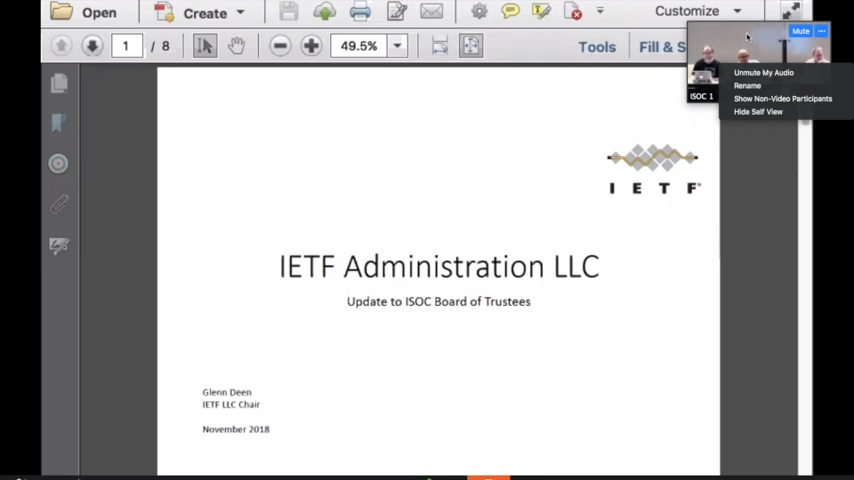 Open
Create
Customize
1 / 8
49.5%
Tools
Fill & S
Mute
ISOC 1
Unmute My Audio
Rename
Show Non-Video Participants
Hide Self View
I E T F®
IETF Administration LLC
Update to ISOC Board of Trustees
Glenn Deen
IETF LLC Chair
November 2018